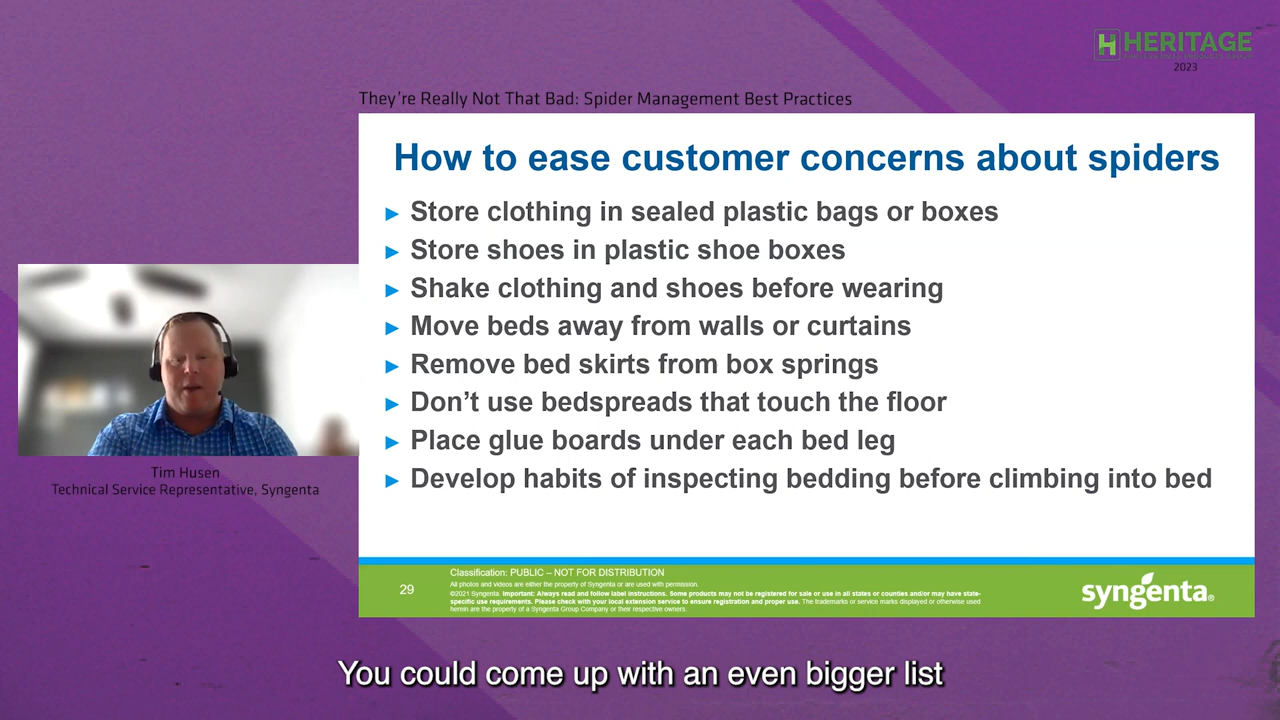 HERITAGE
2023
They're Really Not That Bad: Spider Management Best Practices
How to ease customer concerns about spiders
► Store clothing in sealed plastic bags or boxes
► Store shoes in plastic shoe boxes
► Shake clothing and shoes before wearing
► Move beds away from walls or curtains
► Remove bed skirts from box springs
► Don’t use bedspreads that touch the floor
► Place glue boards under each bed leg
► Develop habits of inspecting bedding before climbing into bed
Tim Husen
Technical Service Representative, Syngenta
29
Classification: PUBLIC – NOT FOR DISTRIBUTION
All photos and videos are either the property of Syngenta or are used with permission.
©2021 Syngenta. Important: Always read and follow label instructions. Some products may not be registered for sale or use in all states or counties and/or may have state-
specific use requirements. Please check with your local extension service to ensure registration and proper use. The trademarks or service marks displayed or otherwise used
herein are the property of a Syngenta Group Company or their respective owners.
syngenta®
You could come up with an even bigger list